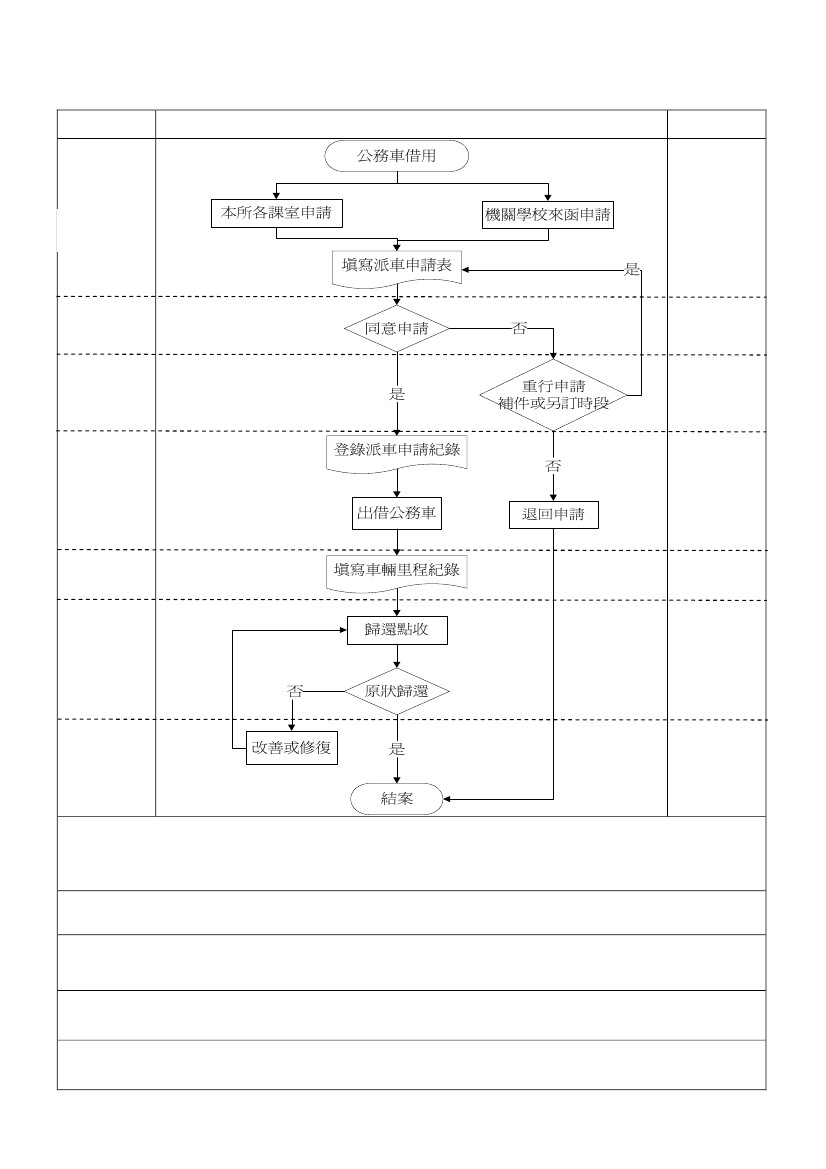 公務車借用
本所各課室申請
機關學校來函申請
填寫派車申請表
是
同意申請
否
重行申請
補件或另訂時段
是
登錄派車申請紀錄
否
出借公務車
退回申請
填寫車輛里程紀錄
歸還點收
原狀歸還
否
改善或修復
是
結案